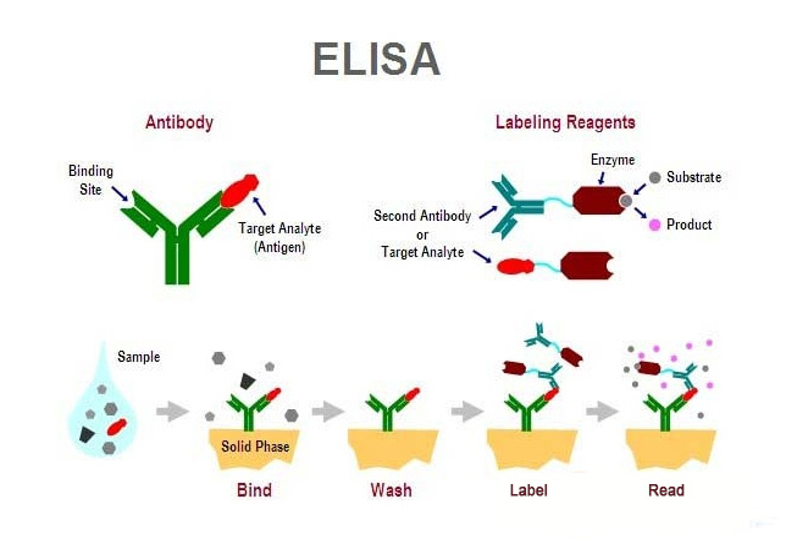 ELISA
Antibody
Labeling Reagents
Binding
Site
Target Analyte
(Antigen)
Enzyme
Substrate
Product
Second Antibody
or
Target Analyte
Sample
Solid Phase
Bind
Wash
Label
Read